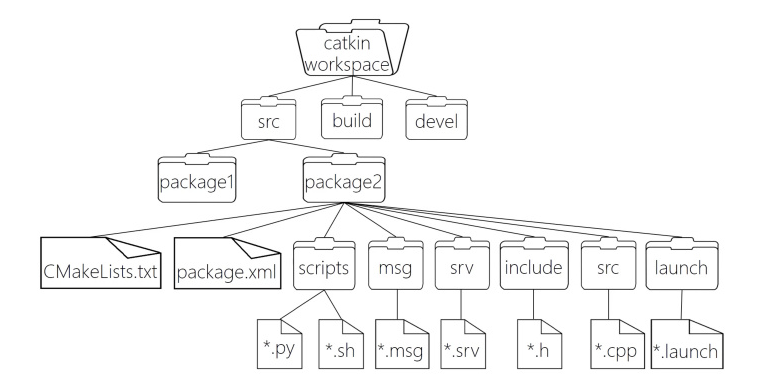 catkin
workspace
src
build
devel
package1
package2
CMakeLists.txt
package.xml
scripts
msg
srv
include
src
launch
*.py
*.sh
*.msg
*.srv
*.h
*.cpp
*.launch